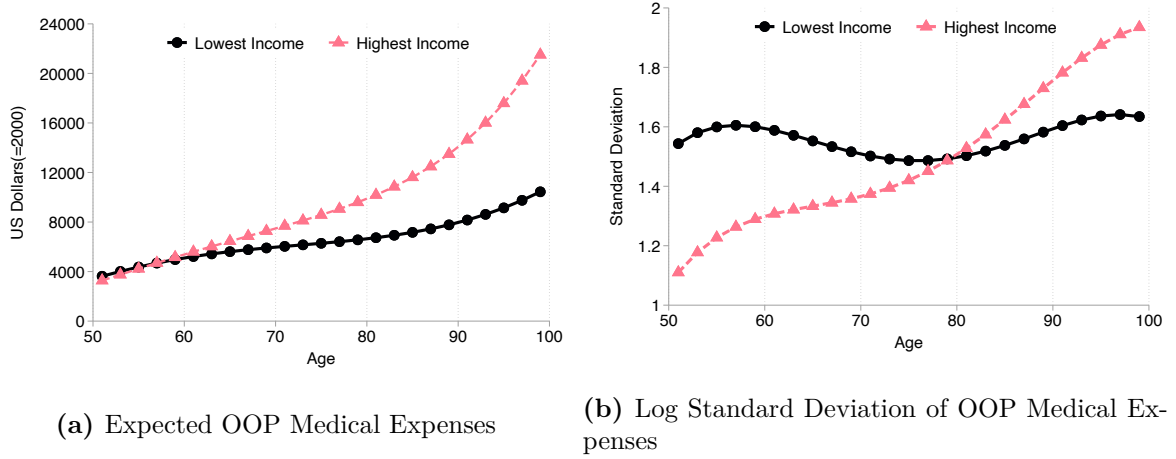 24000
20000
16000
12000
8000
4000
0
US Dollars(=2000)
Lowest Income
Highest Income
50
60
70
80
90
100
Age
(a) Expected OOP Medical Expenses
2
1.8
1.6
1.4
1.2
1
Standard Deviation
Lowest Income
Highest Income
50
60
70
80
90
100
Age
(b) Log Standard Deviation of OOP Medical Ex-
penses